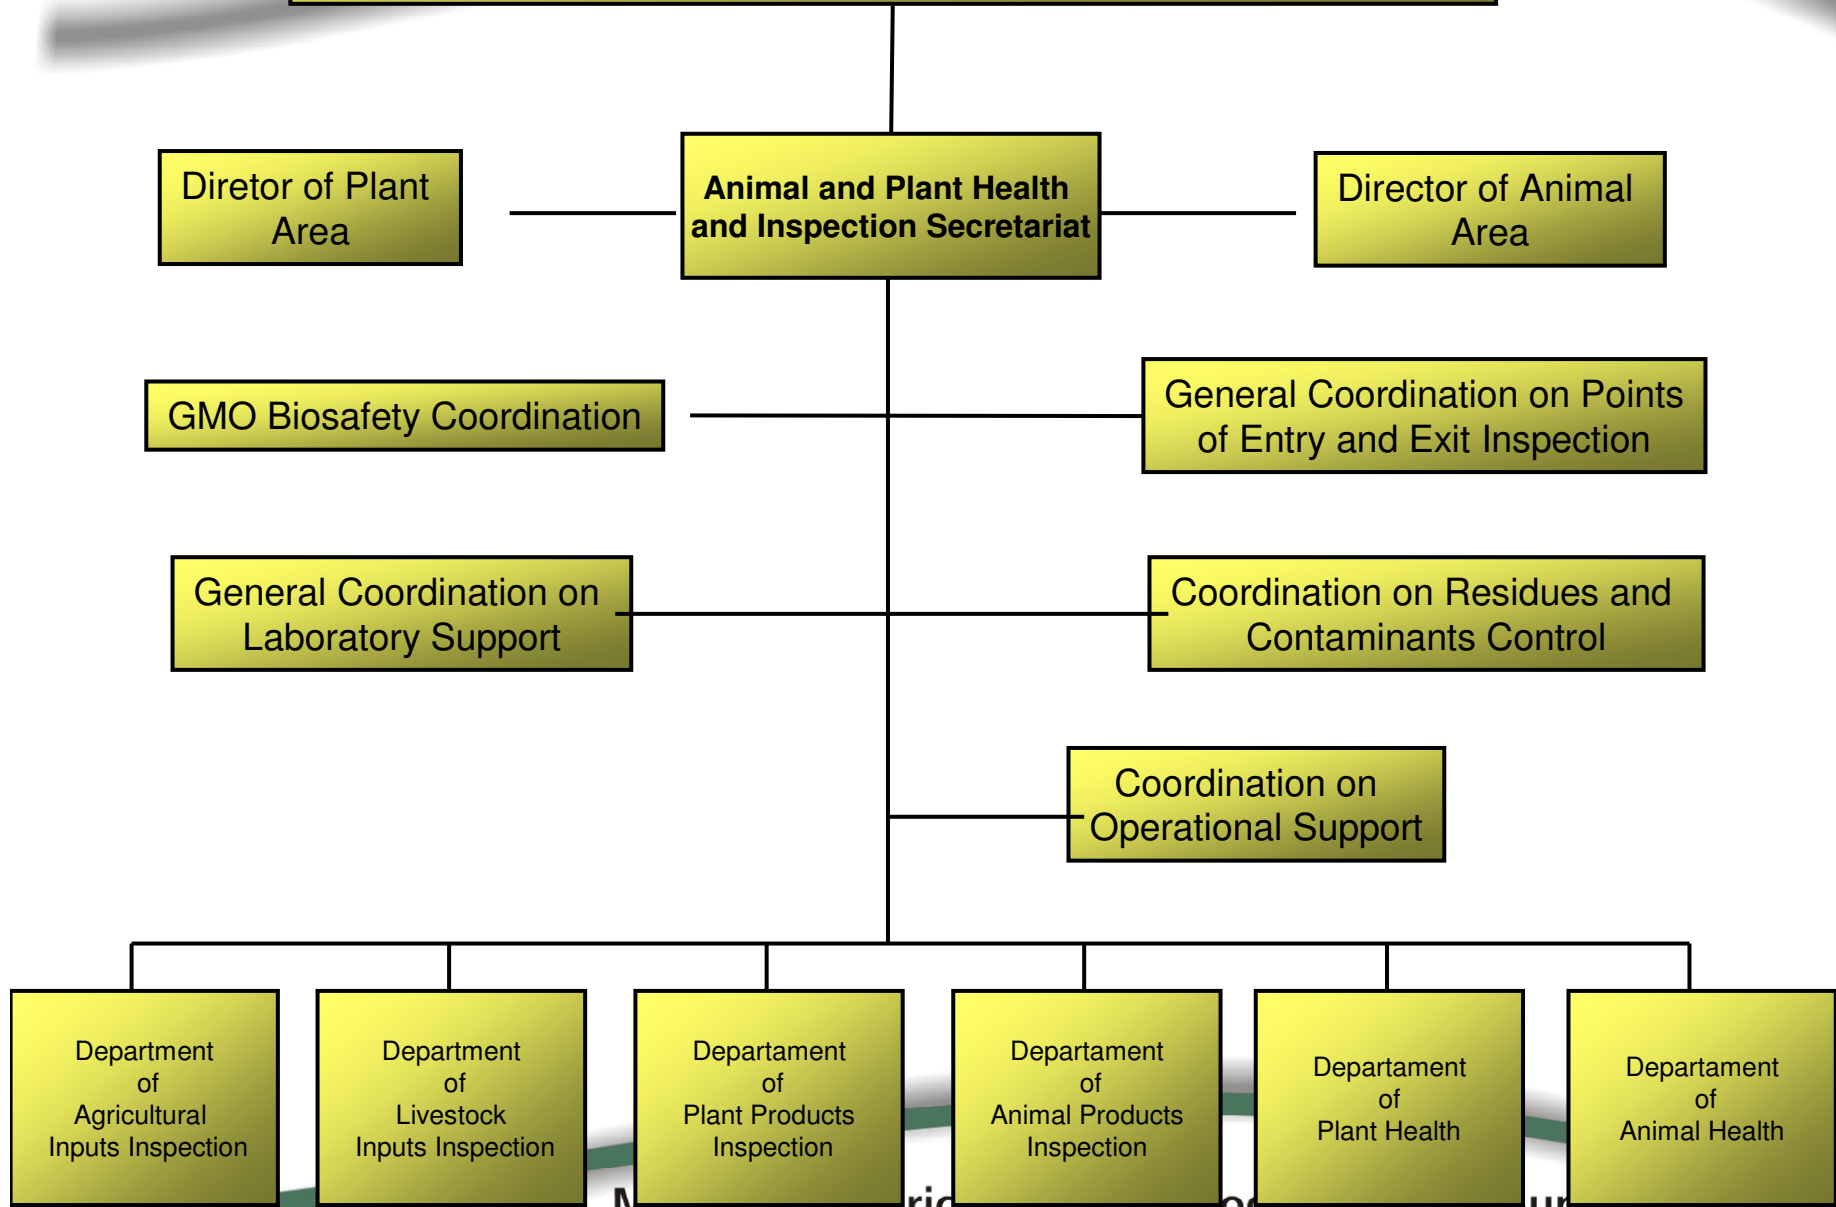 Diretor of Plant
Area
Animal and Plant Health
and Inspection Secretariat
Director of Animal
Area
GMO Biosafety Coordination
General Coordination on Points
of Entry and Exit Inspection
General Coordination on
Laboratory Support
Coordination on Residues and
Contaminants Control
Coordination on
Operational Support
Department
of
Agricultural
Inputs Inspection
Department
of
Livestock
Inputs Inspection
Departament
of
Plant Products
Inspection
Departament
of
Animal Products
Inspection
Departament
of
Plant Health
Departament
of
Animal Health